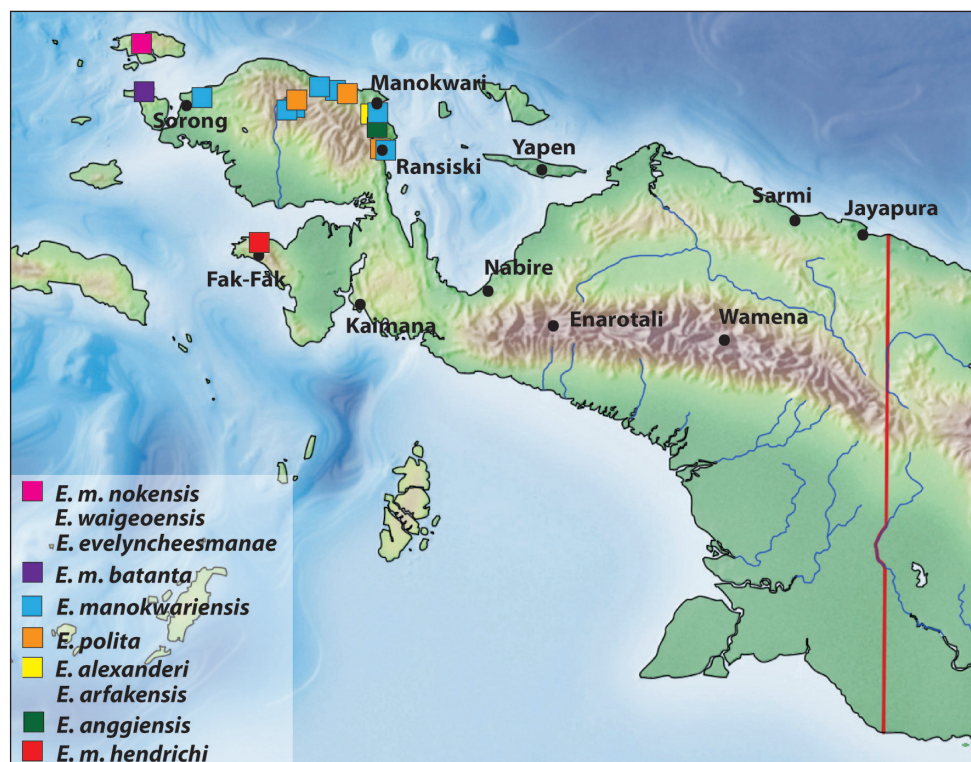 Manokwari
Sorong
Ransiski
Yapen
Sarmi
Jayapura
Fak-Fak
Nabire
Kaimana
Enarotali
Wamena
E. m. nokensis
E. waigeoensis
E. evelyncheesmanae
E. m. batanta
E. manokwariensis
E. polita
E. alexanderi
E. arfakensis
E. anggiensis
E. m. hendrichi